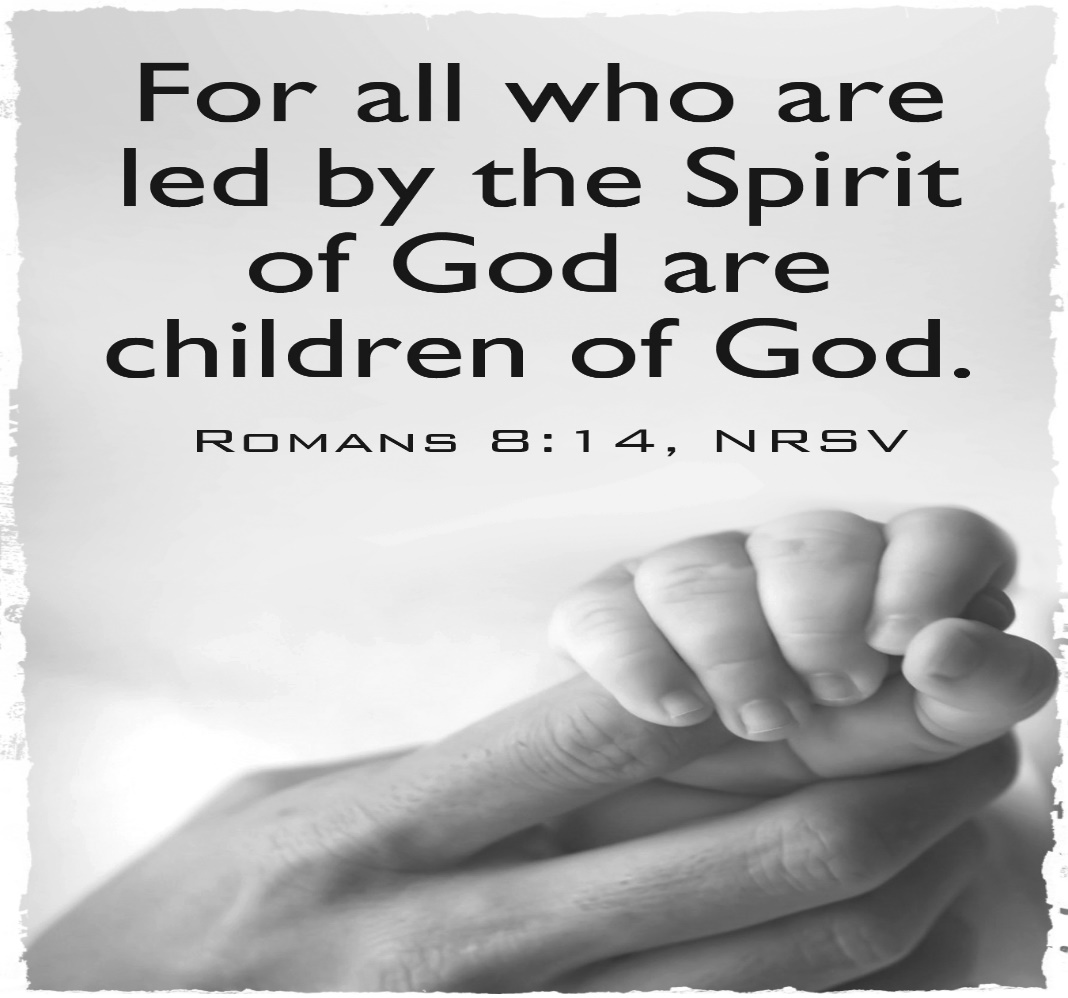 For all who are
led by the Spirit
of God are
children of God.
Romans 8:14, NRSV